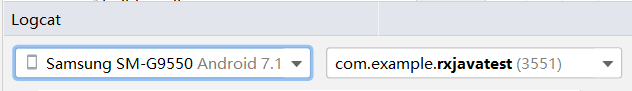 Logcat
Samsung SM-G9550 Android 7.1
com.example.rxjavatest (3551)